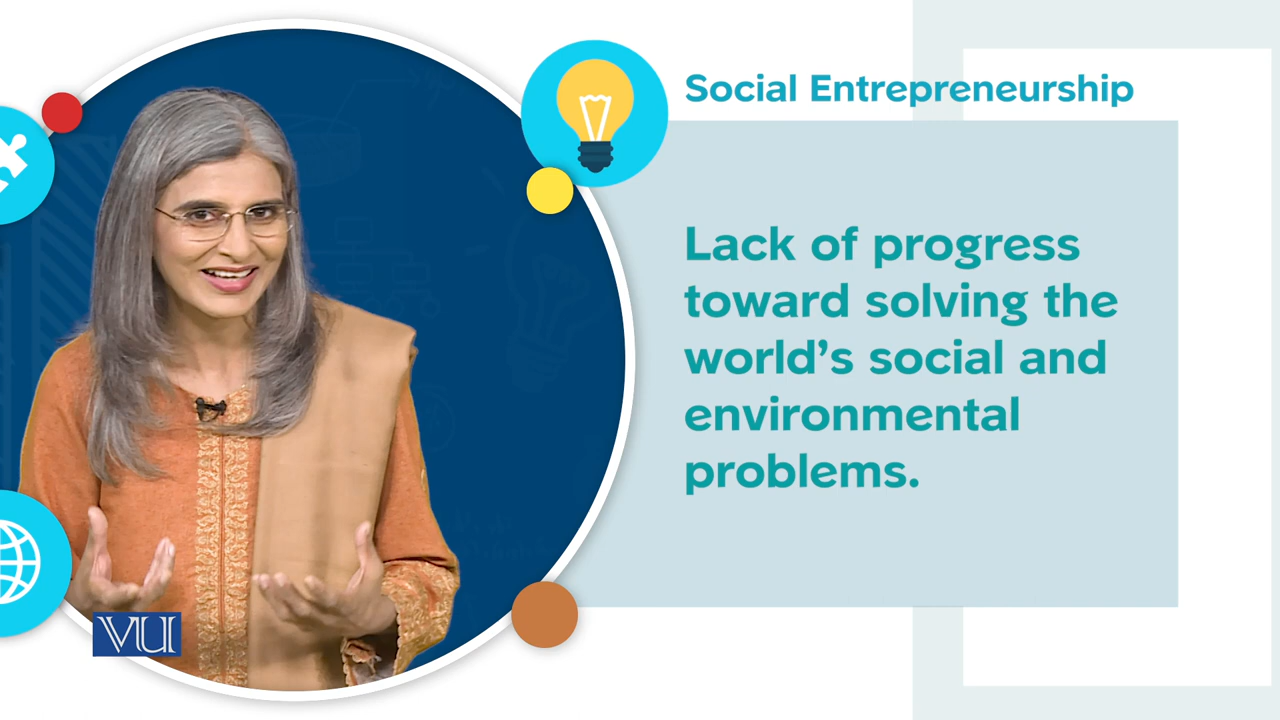 Social Entrepreneurship
Lack of progress
toward solving the
world’s social and
environmental
problems.
VU